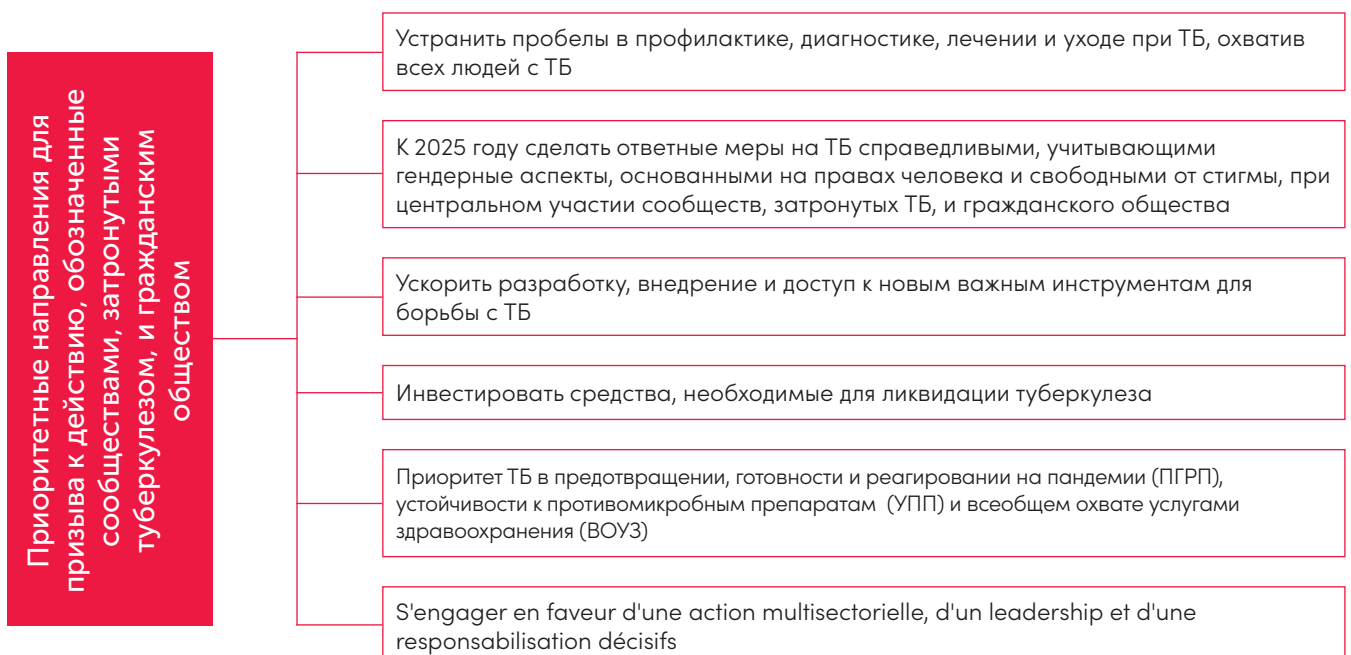 Приоритетные направления для
призыва к действию, обозначенные
сообществами, затронутыми
туберкулезом, и гражданским
обществом
Устранить пробелы в профилактике, диагностике, лечении и уходе при ТБ, охватив
всех людей с ТБ
К 2025 году сделать ответные меры на ТБ справедливыми, учитывающими
гендерные аспекты, основанными на правах человека и свободными от стигмы, при
центральном участии сообществ, затронутых ТБ, и гражданского общества
Ускорить разработку, внедрение и доступ к новым важным инструментам для
борьбы с ТБ
Инвестировать средства, необходимые для ликвидации туберкулеза
Приоритет ТБ в предотвращении, готовности и реагировании на пандемии (ПГРП),
устойчивости к противомикробным препаратам (УПП) и всеобщем охвате услугами
здравоохранения (ВОУЗ)
S'engager en faveur d'une action multisectorielle, d'un leadership et d'une
responsabilisation décisifs